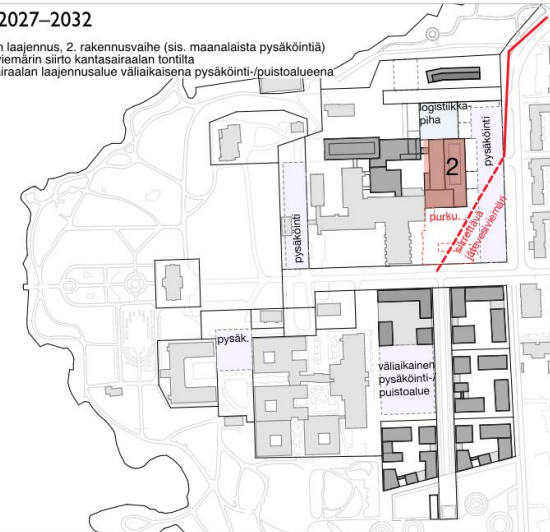 2027–2032
n laajennus, 2. rakennusvaihe (sis. maanalaista pysäköintiä)
viemärin siirto kantasairaalan tontilta
airaalan laajennusalue väliaikaisena pysäköinti-/puistoalueena
logistiikka-
piha
pysäköinti
2
pysäköinti
purku
siirrettävä
jätevesiviemäri
pysäk.
väliaikainen
pysäköinti-/
puistoalue